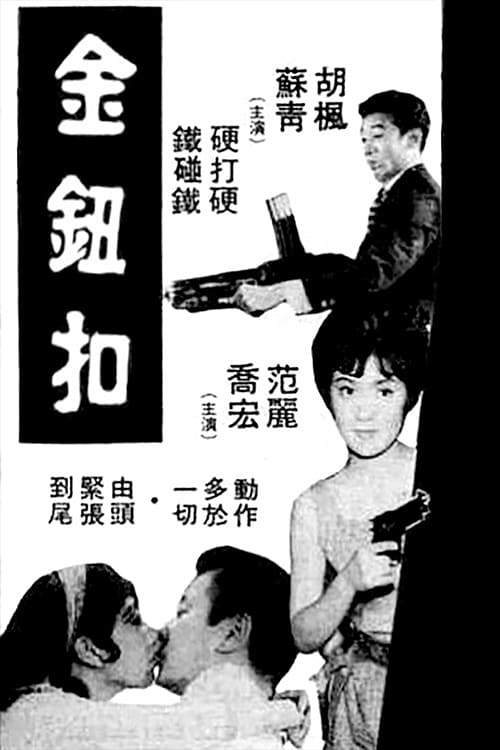 金鈕扣
胡楓
蘇青
(主演)
硬打硬
鐵碰鐵
范麗
喬宏
(主演)
動作
多於
一切
·
由頭
緊張
到尾